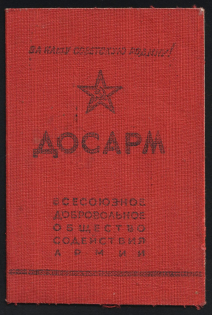 ЗА НАШУ СОВЕТСКУЮ РОДИНУ!
ДОСАРМ
ВСЕСОЮЗНОЕ
ДОБРОВОЛЬНОЕ
ОБЩЕСТВО
СОДЕЙСТВИЯ
АРМИИ